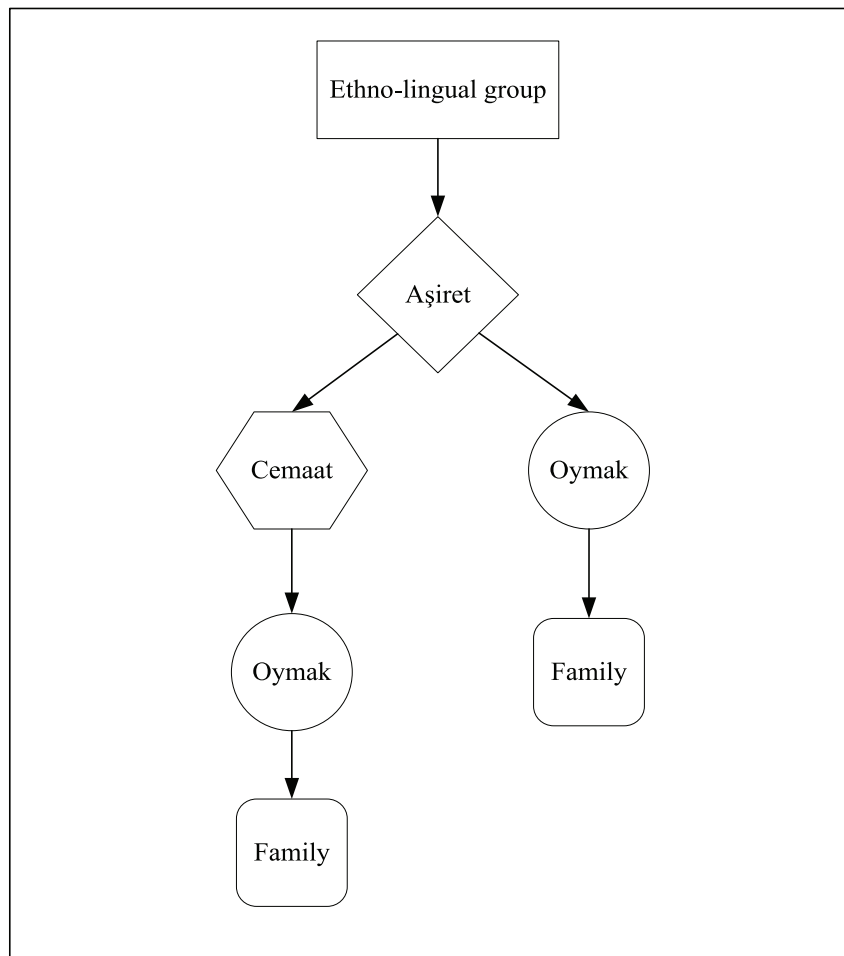 Ethno-lingual group
Aşiret
Cemaat
Oymak
Oymak
Family
Family